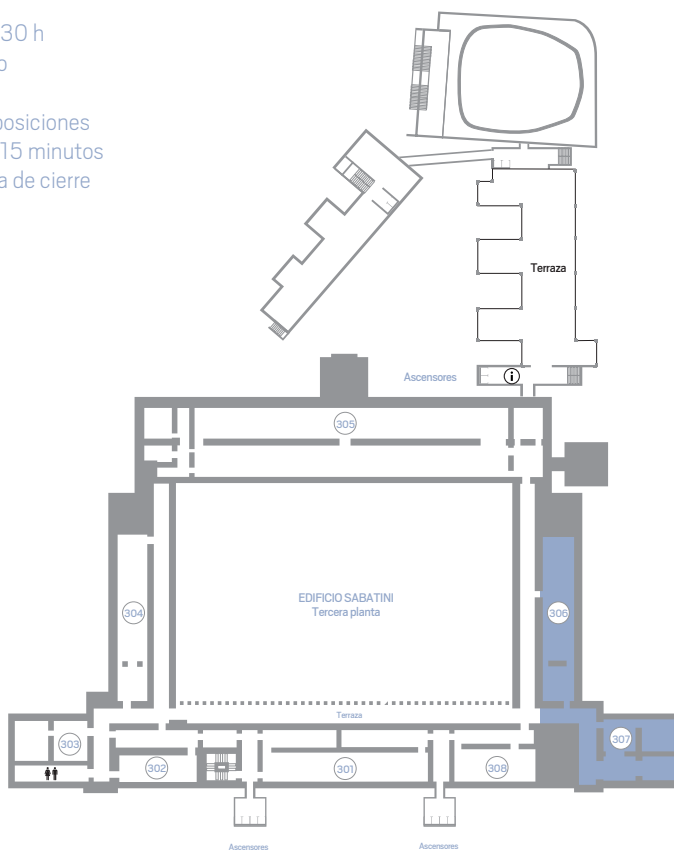 30 h
o
posiciones
15 minutos
a de cierre
Terraza
Ascensores
i
305
304
EDIFICIO SABATINI
Tercera planta
306
Terraza
303
307
302
301
308
Ascensores
Ascensores